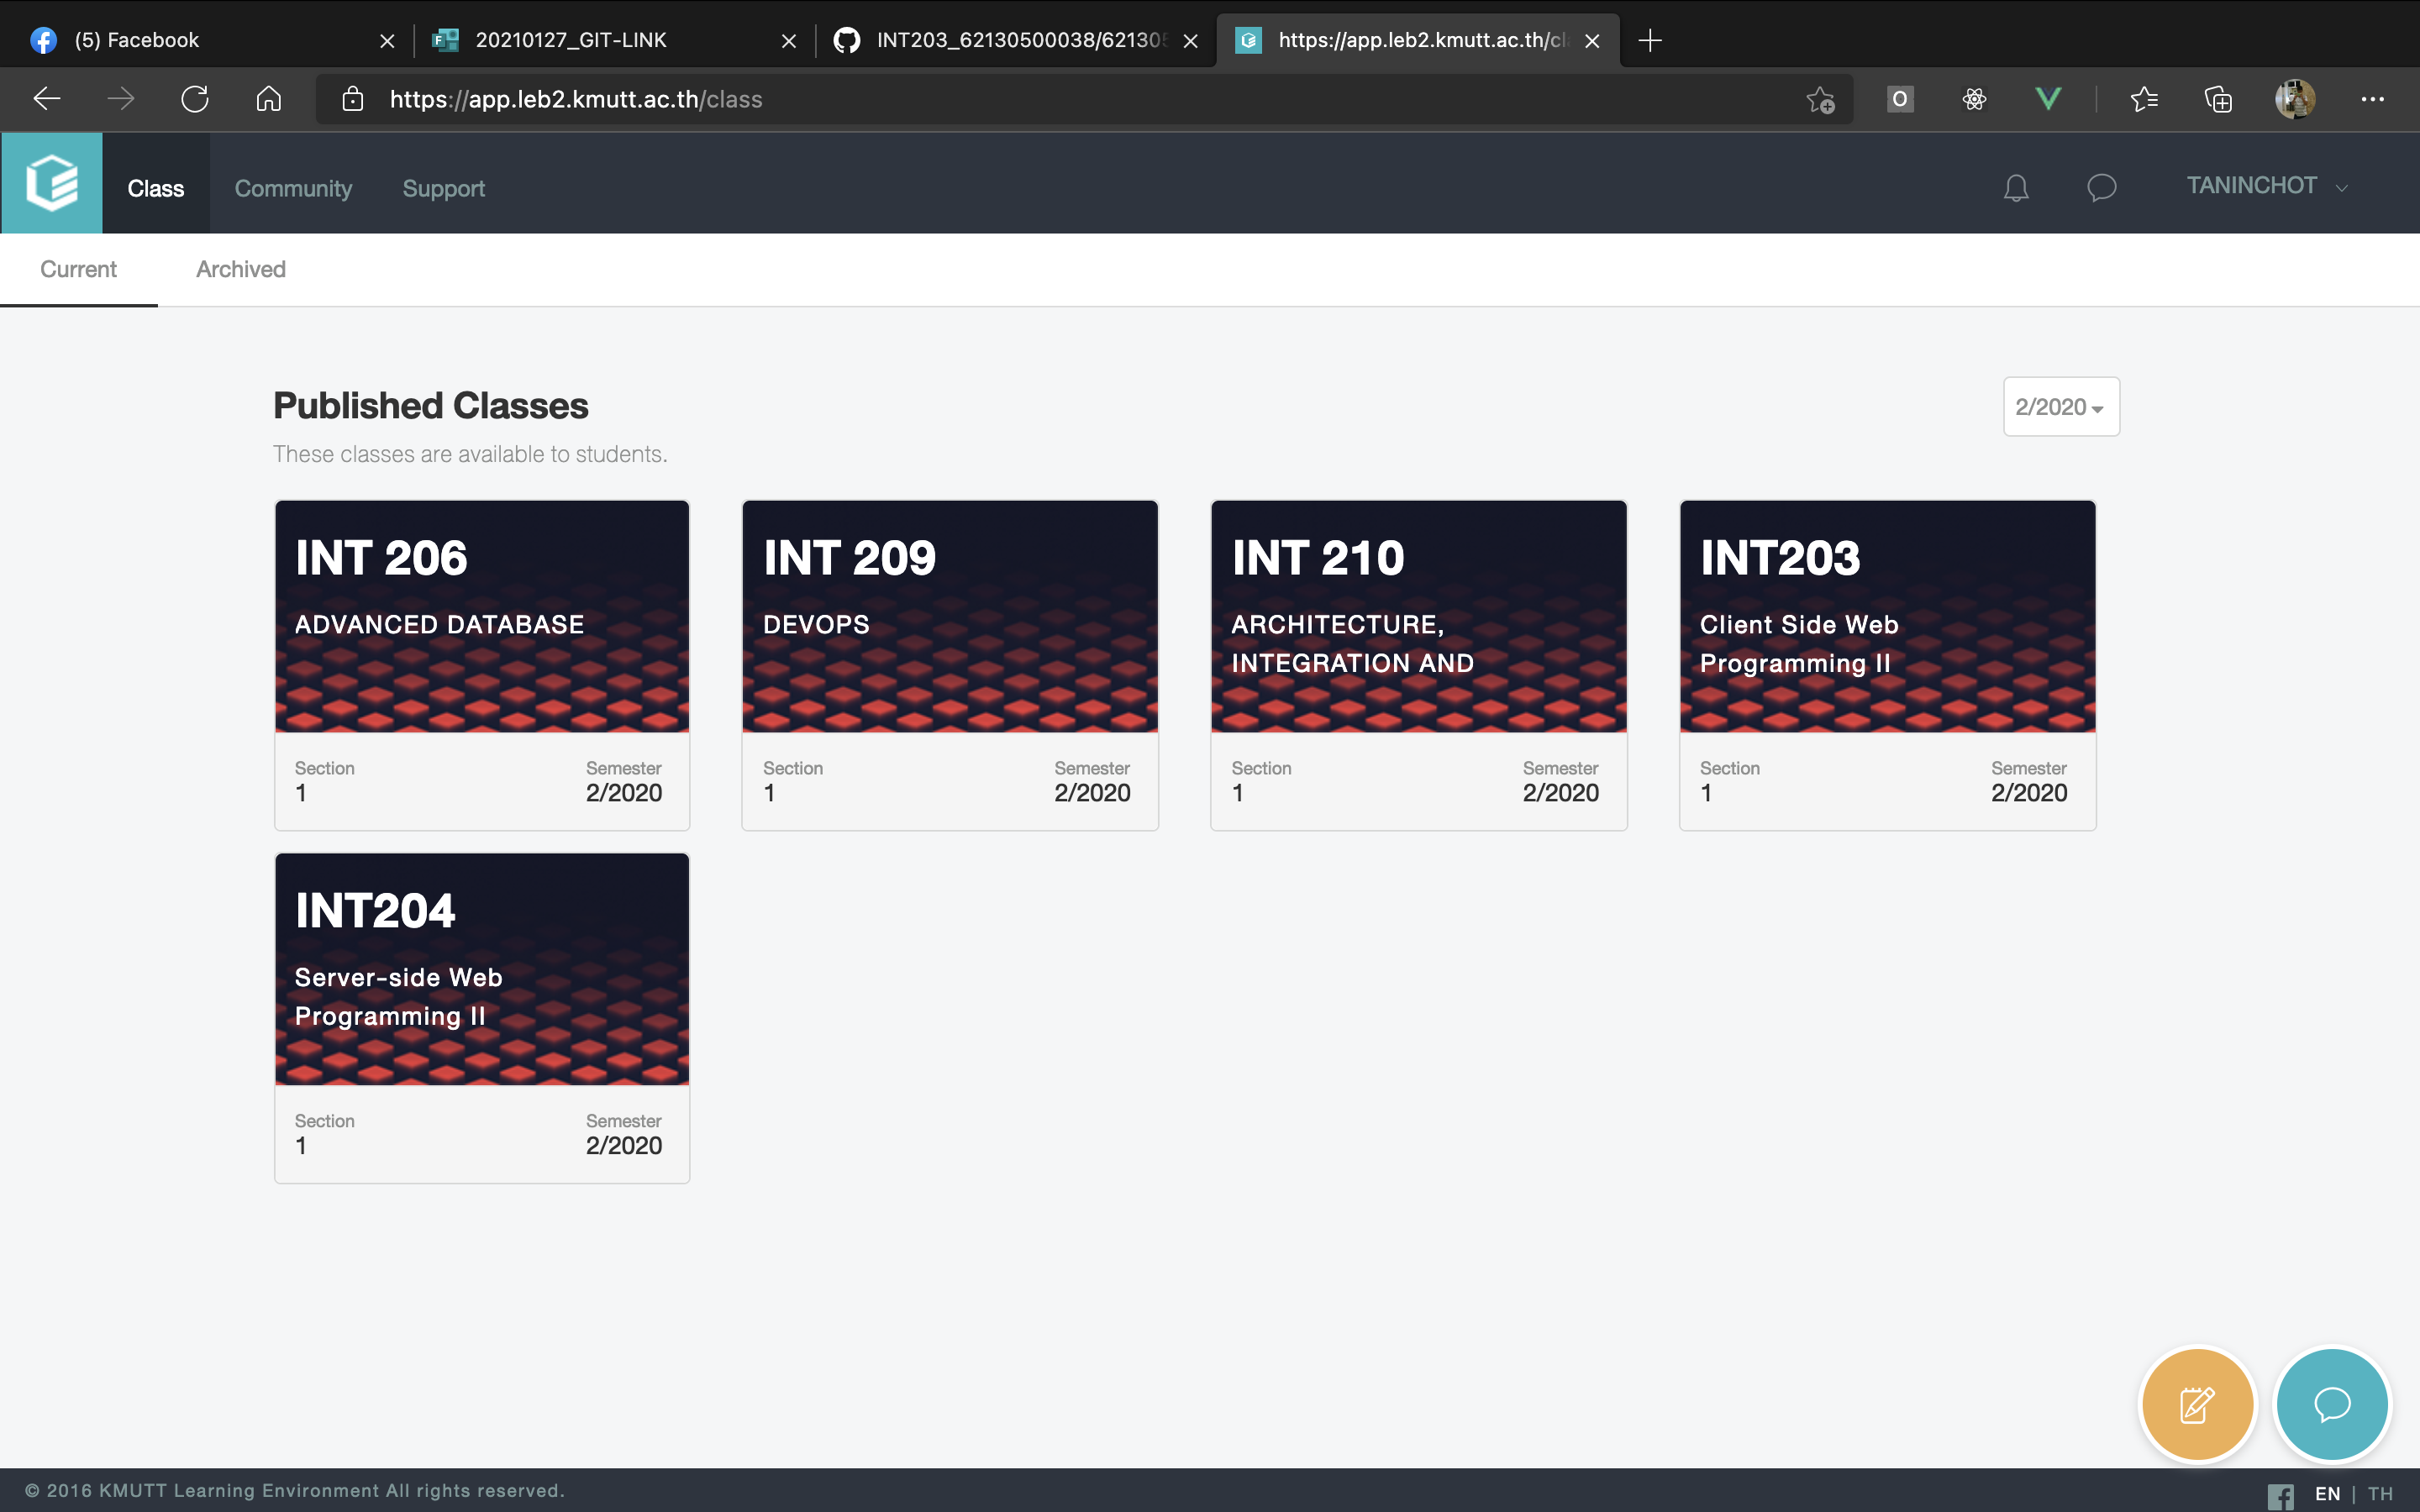 (5) Facebook
20210127_GIT-LINK
INT203_62130500038/62130
https://app.leb2.kmutt.ac.th/cl
https://app.leb2.kmutt.ac.th/class
O
Class
Community
Support
TANINCHOT
Current
Archived
Published Classes
2/2020
These classes are available to students.
INT 206
ADVANCED DATABASE
Section
Semester
1
2/2020
INT 209
DEVOPS
Section
Semester
1
2/2020
INT 210
ARCHITECTURE,
INTEGRATION AND
Section
Semester
1
2/2020
INT203
Client Side Web
Programming II
Section
Semester
1
2/2020
INT204
Server-side Web
Programming II
Section
Semester
1
2/2020
© 2016 KMUTT Learning Environment All rights reserved.
EN | TH